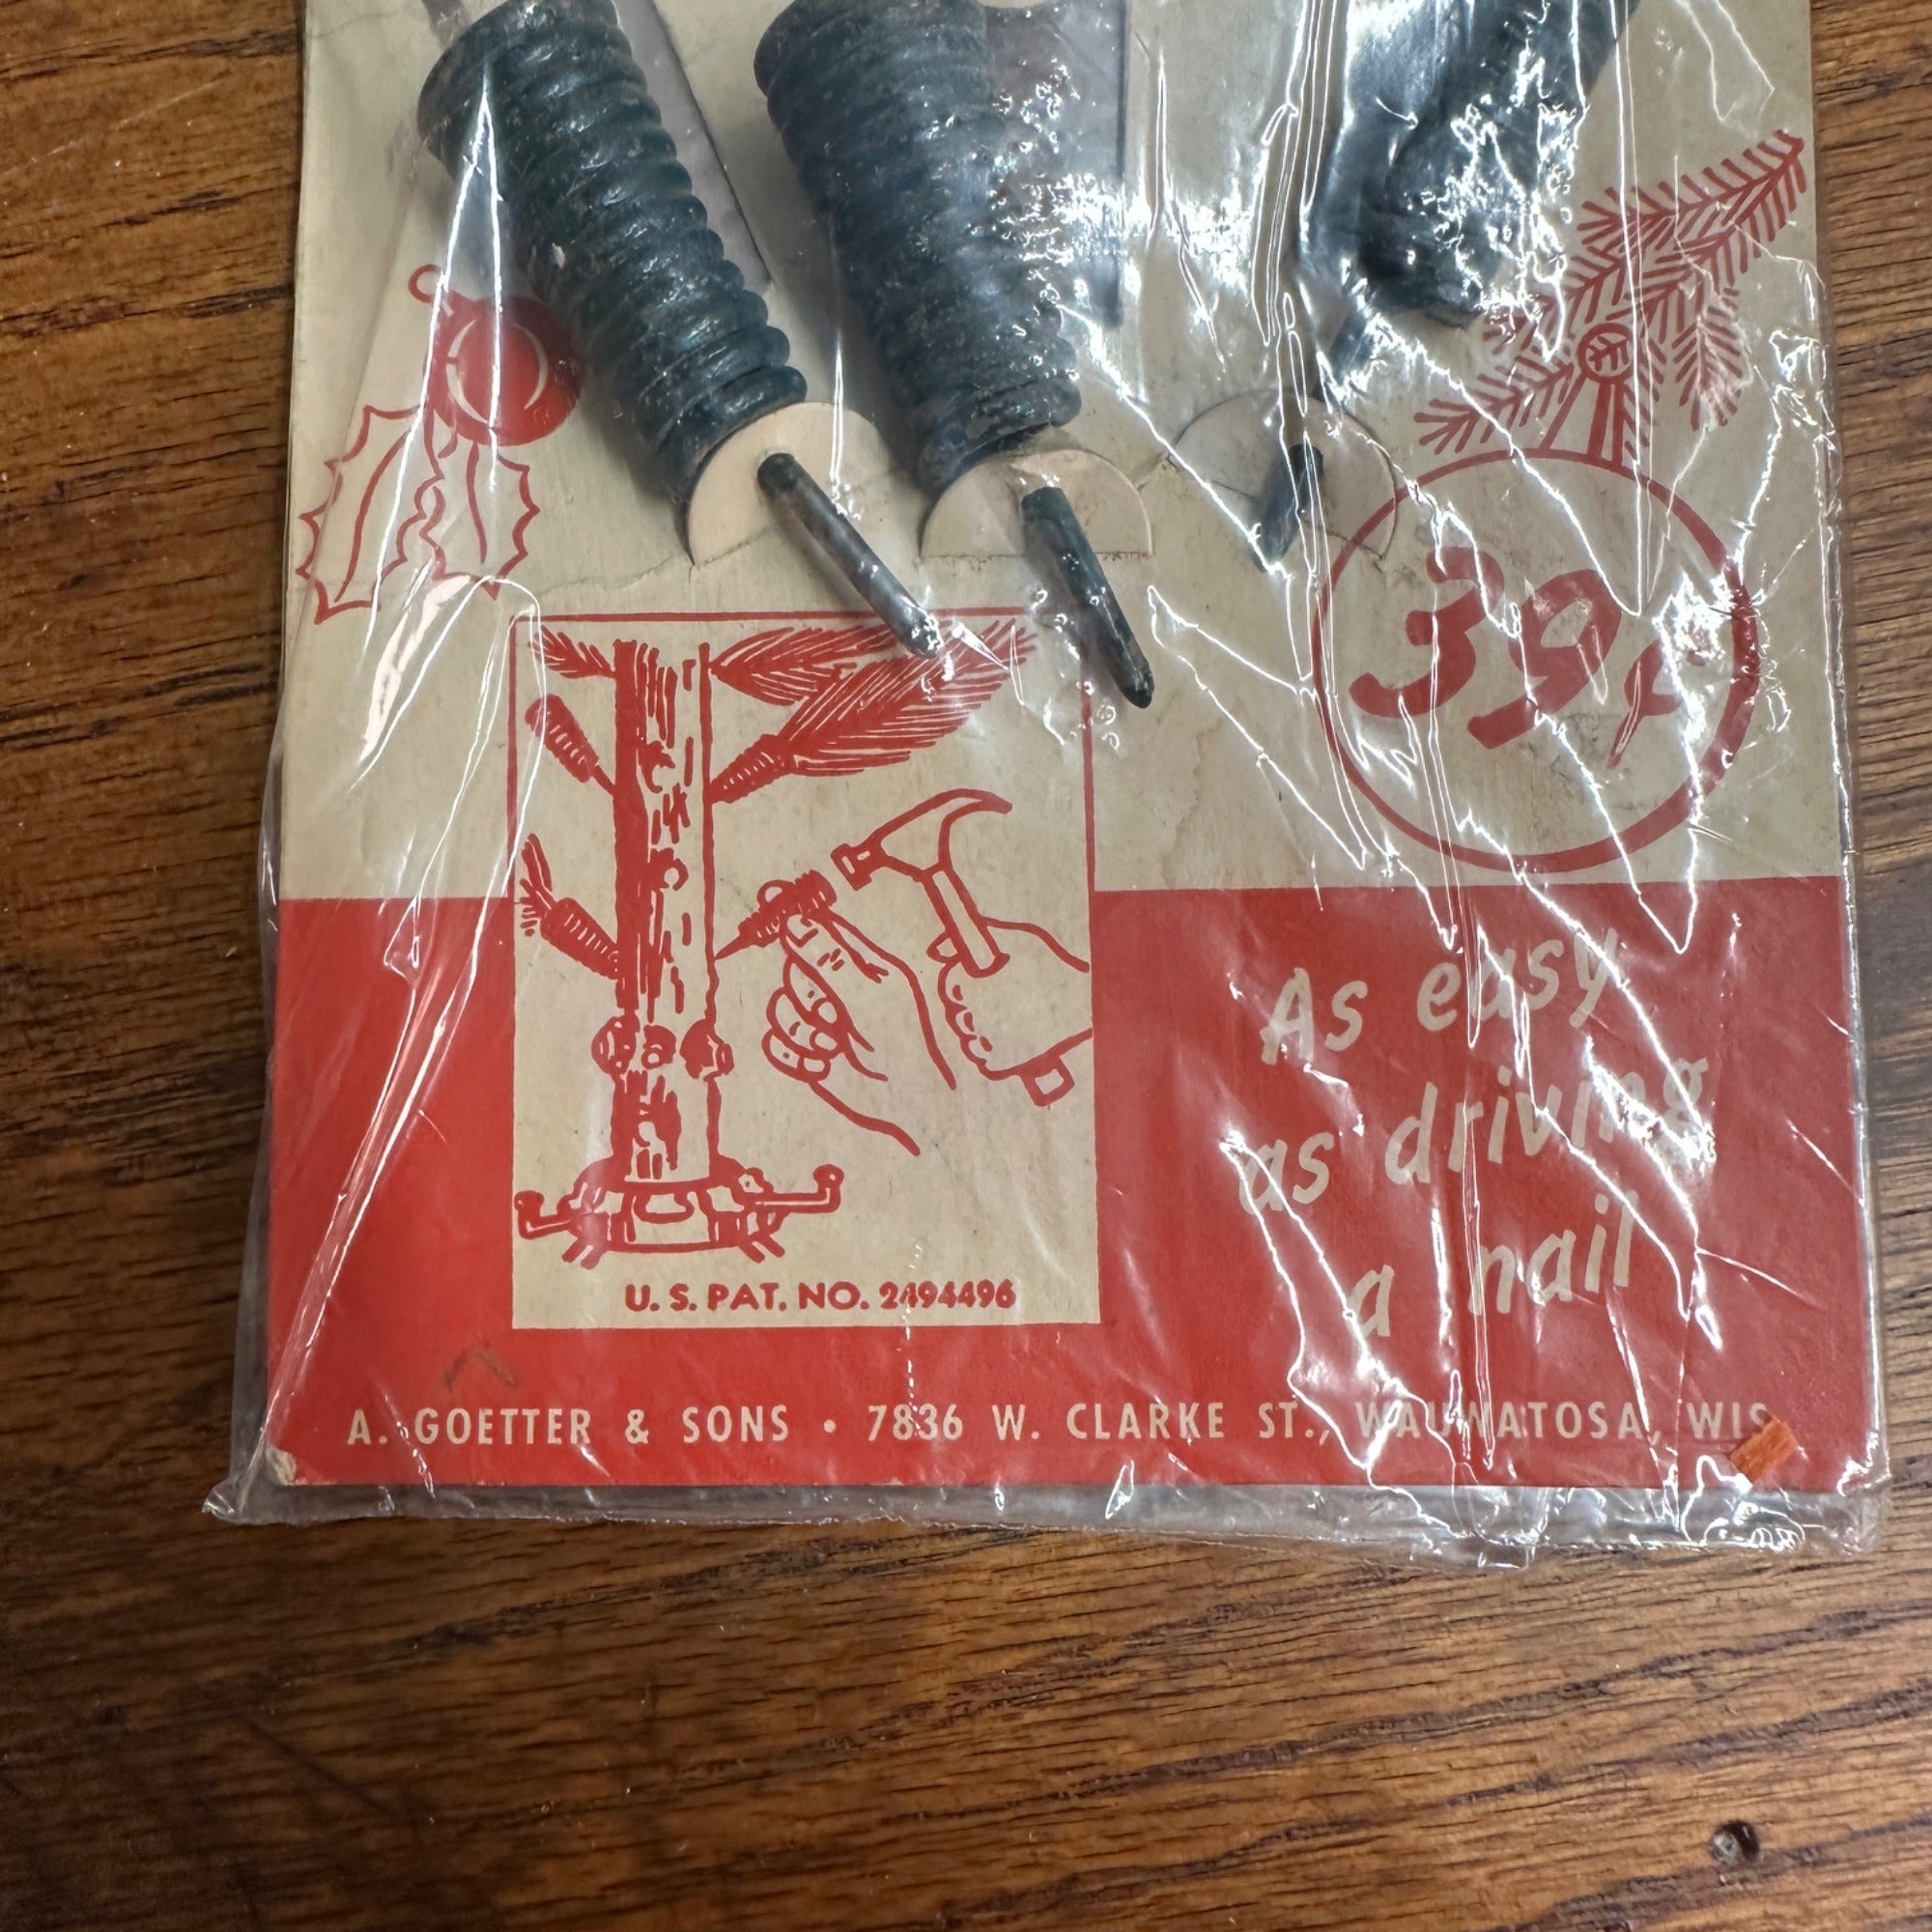 39¢
As easy
as driving
a nail
U. S. PAT. NO. 2494496
A. GOETTER & SONS • 7836 W. CLARKE ST., WAUWATOSA, WIS.